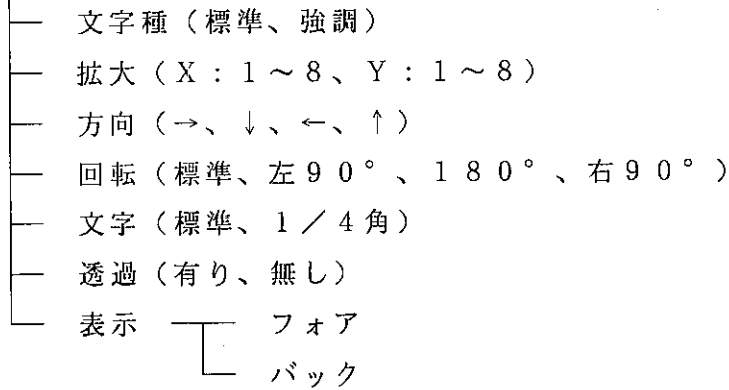 文字種(標準、強調)
拡大(X:1~8、Y:1~8)
方向(→、↓、←、↑)
回転(標準、左90°、180°、右90°)
文字(標準、1/4角)
透過(有り、無し)
表示 フォア
バック